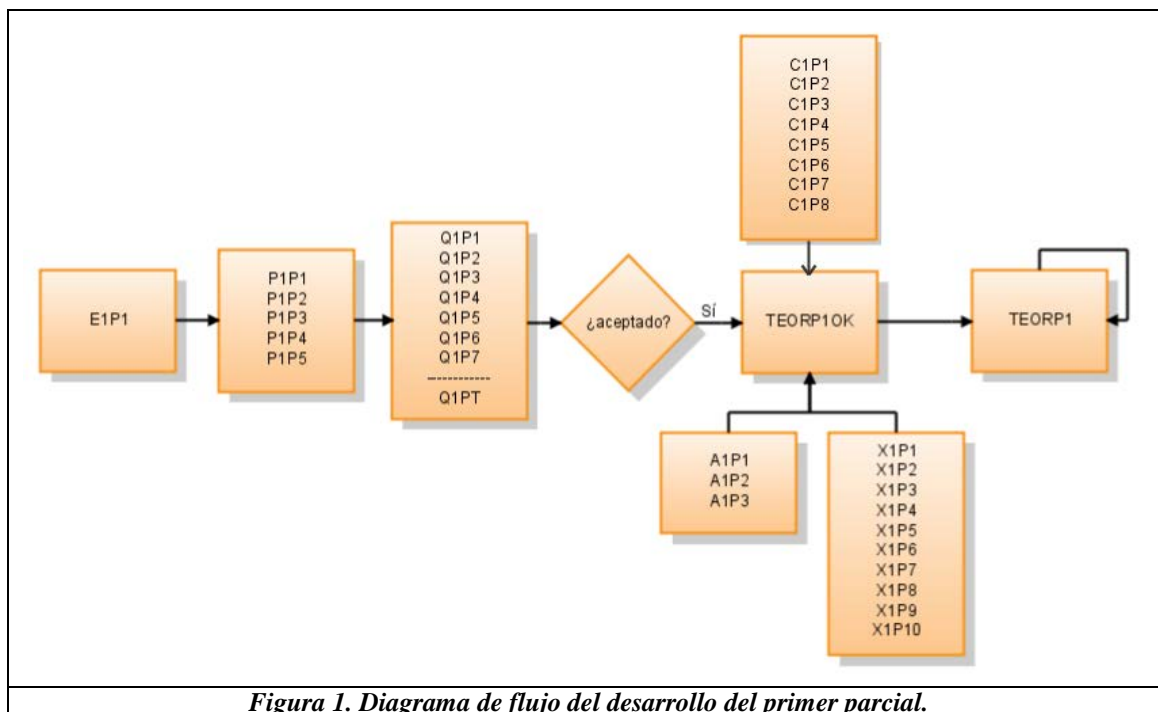 E1P1
P1P1
P1P2
P1P3
P1P4
P1P5
Q1P1
Q1P2
Q1P3
Q1P4
Q1P5
Q1P6
Q1P7
------------
Q1PT
¿aceptado?
Sí
C1P1
C1P2
C1P3
C1P4
C1P5
C1P6
C1P7
C1P8
TEORP1OK
TEORP1
A1P1
A1P2
A1P3
X1P1
X1P2
X1P3
X1P4
X1P5
X1P6
X1P7
X1P8
X1P9
X1P10
Figura 1. Diagrama de flujo del desarrollo del primer parcial.